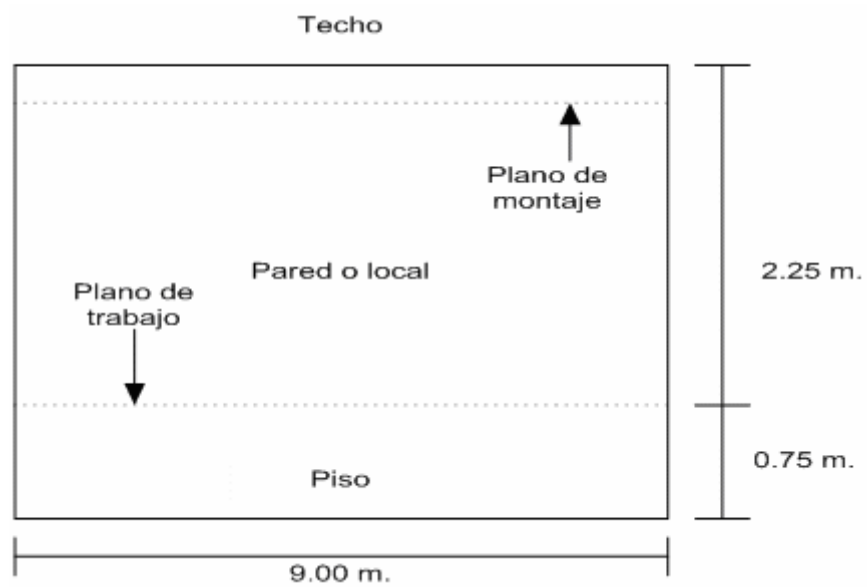 Techo
Plano de
montaje
Pared o local
2.25 m.
Plano de
trabajo
0.75 m.
Piso
9.00 m.